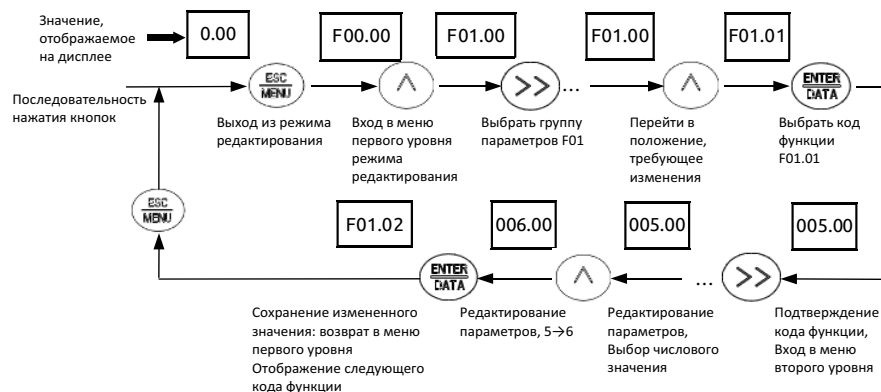 Значение,
отображаемое
на дисплее
0.00
F00.00
F01.00
F01.00
F01.01
Последовательность
нажатия кнопок
ESC
MENU
>>
...
ENTER
DATA
Выход из режима
редактирования
Вход в меню
первого уровня
режима
редактирования
Выбрать группу
параметров F01
Перейти в
положение,
требующее
изменения
Выбрать код
функции
F01.01
ESC
MENU
F01.02
006.00
005.00
005.00
ENTER
DATA
...
>>
Сохранение измененного
значения: возврат в меню
первого уровня
Отображение следующего
кода функции
Редактирование
параметров, 5→6
Редактирование
параметров,
Выбор числового
значения
Подтверждение
кода функции,
Вход в меню
второго уровня